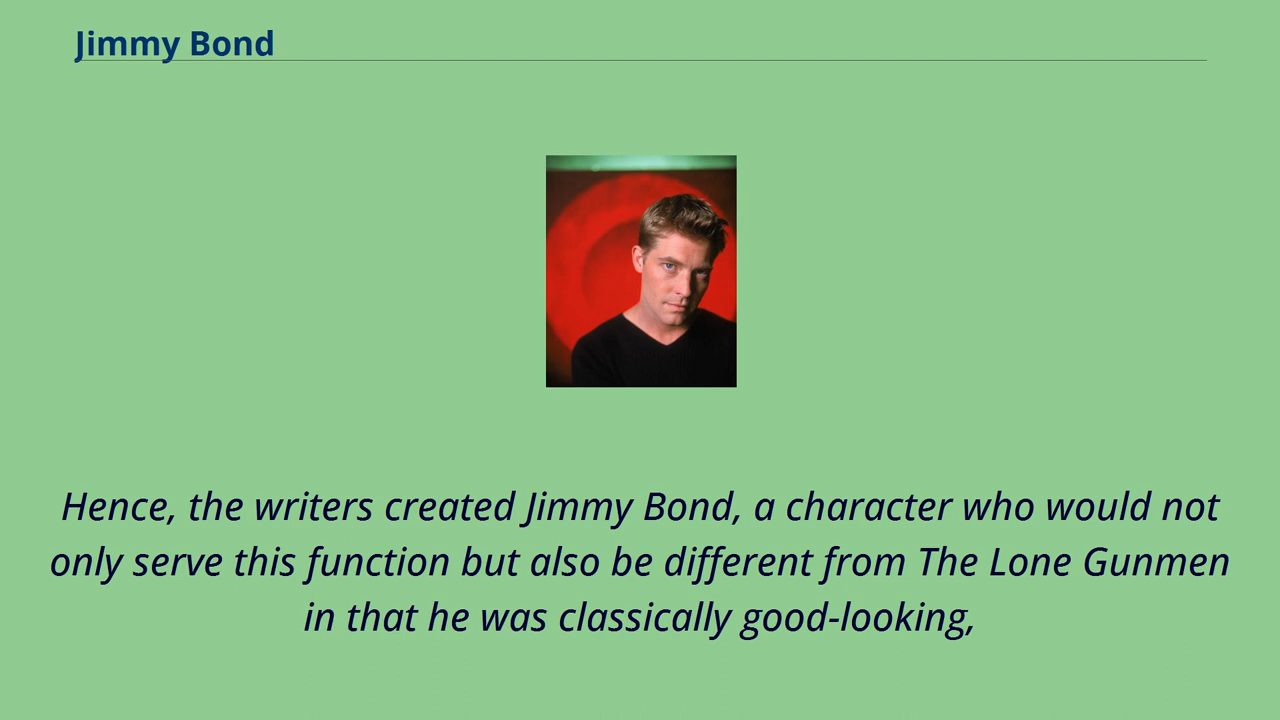 Jimmy Bond
Hence, the writers created Jimmy Bond, a character who would not
only serve this function but also be different from The Lone Gunmen
in that he was classically good-looking,